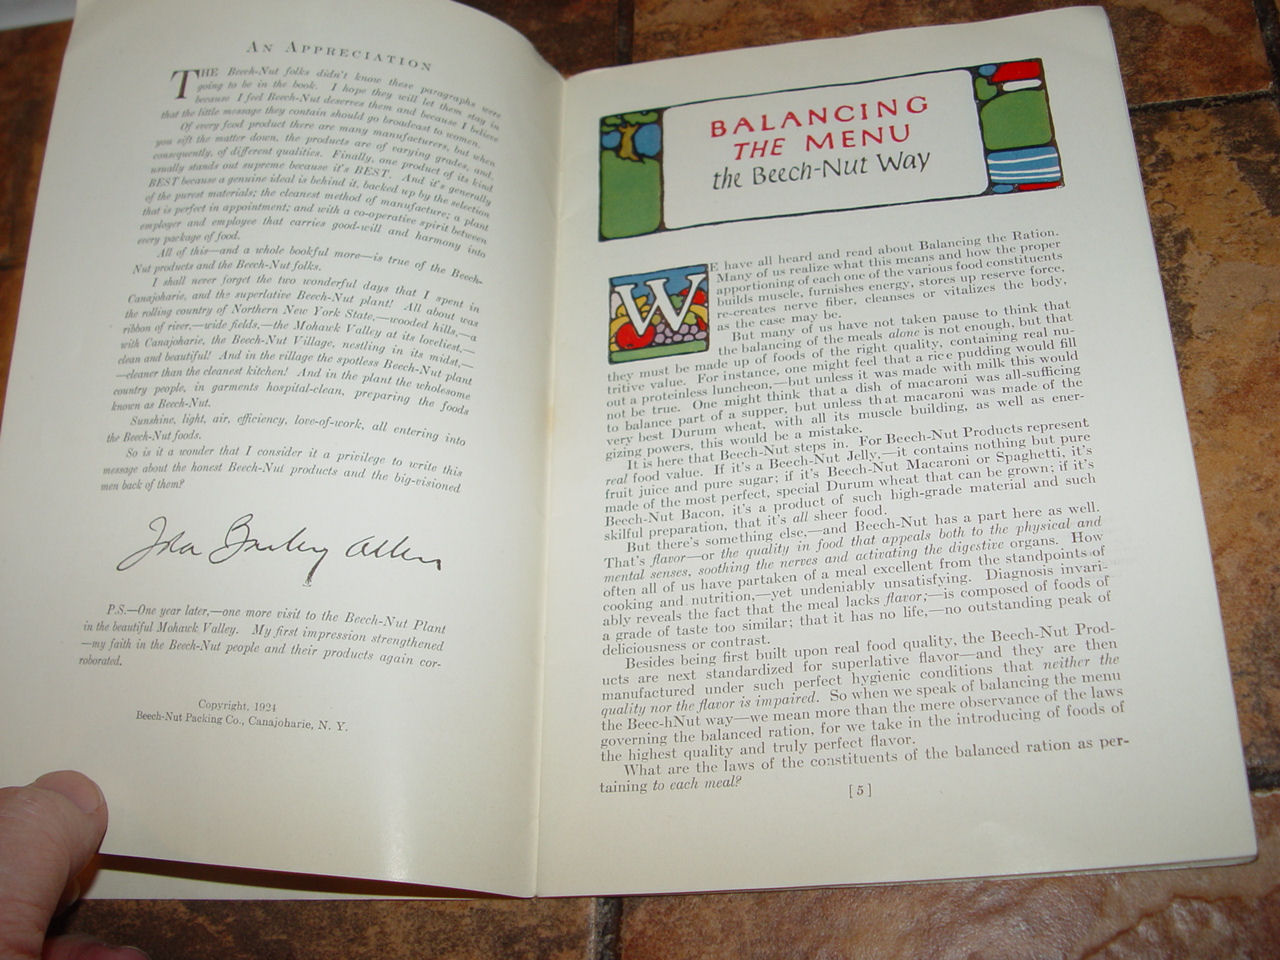 AN APPRECIATION
THE Beech-Nut folks didn't know these paragraphs were
going to be in the book. I hope they will let them stay in
because I feel Beech-Nut deserves them and because I believe
that the little message they contain should go broadcast to women.
Of every food product there are many manufacturers, but when
you sift the matter down, the products are of varying grades, and,
consequently, of different qualities. Finally, one product of its kind
usually stands out supreme because it's BEST. And it's generally
BEST because a genuine ideal is behind it, backed up by the selection
of the purest materials; the cleanest method of manufacture; a plant
that is perfect in appointment; and with a co-operative spirit between
employer and employee that carries good-will and harmony into
every package of food.
All of this—and a whole bookful more—is true of the Beech-
Nut products and the Beech-Nut folks.
I shall never forget the two wonderful days that I spent in
Canajoharie, and the superlative Beech-Nut plant! All about was
the rolling country of Northern New York State,—wooded hills,—a
ribbon of river,—wide fields,—the Mohawk Valley at its loveliest,—
with Canajoharie, the Beech-Nut Village, nestling in its midst,—
clean and beautiful! And in the village the spotless Beech-Nut plant
—cleaner than the cleanest kitchen! And in the plant the wholesome
country people, in garments hospital-clean, preparing the foods
known as Beech-Nut.
Sunshine, light, air, efficiency, love-of-work, all entering into
the Beech-Nut foods.
So is it a wonder that I consider it a privilege to write this
message about the honest Beech-Nut products and the big-visioned
men back of them?
Ida Bailey Allen
P.S.—One year later,—one more visit to the Beech-Nut Plant
in the beautiful Mohawk Valley. My first impression strengthened
—my faith in the Beech-Nut people and their products again cor-
roborated.
Copyright, 1924
Beech-Nut Packing Co., Canajoharie, N. Y.
BALANCING
THE MENU
the Beech-Nut Way
WE have all heard and read about Balancing the Ration.
Many of us realize what this means and how the proper
apportioning of each one of the various food constituents
builds muscle, furnishes energy, stores up reserve force,
re-creates nerve fiber, cleanses or vitalizes the body,
as the case may be.
But many of us have not taken pause to think that
the balancing of the meals alone is not enough, but that
they must be made up of foods of the right quality, containing real nu-
tritive value. For instance, one might feel that a rice pudding would fill
out a proteinless luncheon,—but unless it was made with milk this would
not be true. One might think that a dish of macaroni was all-sufficing
to balance part of a supper, but unless that macaroni was made of the
very best Durum wheat, with all its muscle building, as well as ener-
gizing powers, this would be a mistake.
It is here that Beech-Nut steps in. For Beech-Nut Products represent
real food value. If it's a Beech-Nut Jelly,—it contains nothing but pure
fruit juice and pure sugar; if it's Beech-Nut Macaroni or Spaghetti, it's
made of the most perfect, special Durum wheat that can be grown; if it's
Beech-Nut Bacon, it's a product of such high-grade material and such
skilful preparation, that it's all sheer food.
But there's something else,—and Beech-Nut has a part here as well.
That's flavor—or the quality in food that appeals both to the physical and
mental senses, soothing the nerves and activating the digestive organs. How
often all of us have partaken of a meal excellent from the standpoints of
cooking and nutrition,—yet undeniably unsatisfying. Diagnosis invari-
ably reveals the fact that the meal lacks flavor;—is composed of foods of
a grade of taste too similar; that it has no life,—no outstanding peak of
deliciousness or contrast.
Besides being first built upon real food quality, the Beech-Nut Prod-
ucts are next standardized for superlative flavor—and they are then
manufactured under such perfect hygienic conditions that neither the
quality nor the flavor is impaired. So when we speak of balancing the menu
the Beec-hNut way—we mean more than the mere observance of the laws
governing the balanced ration, for we take in the introducing of foods of
the highest quality and truly perfect flavor.
What are the laws of the constituents of the balanced ration as per-
taining to each meal?
[5]